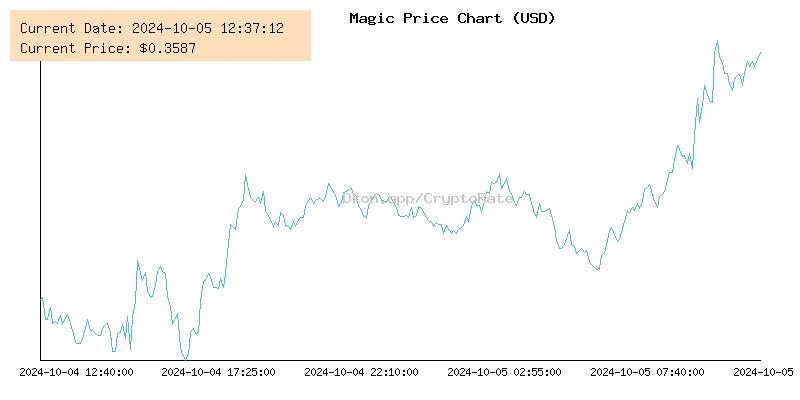 Magic Price Chart (USD)
Current Date: 2024-10-05 12:37:12
Current Price: $0.3587
Dkon.app/CryptoRate
2024-10-04 12:40:00
2024-10-04 17:25:00
2024-10-04 22:10:00
2024-10-05 02:55:00
2024-10-05 07:40:00
2024-10-05